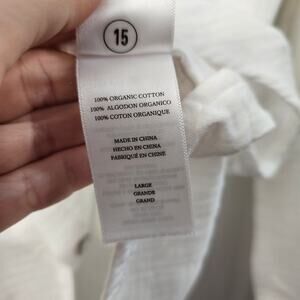 15
100% ORGANIC COTTON
100% ALGODON ORGANICO
100% COTON ORGANIQUE
MADE IN CHINA
HECHO EN CHINA
FABRIQUÉ EN CHINE
LARGE
GRANDE
GRAND